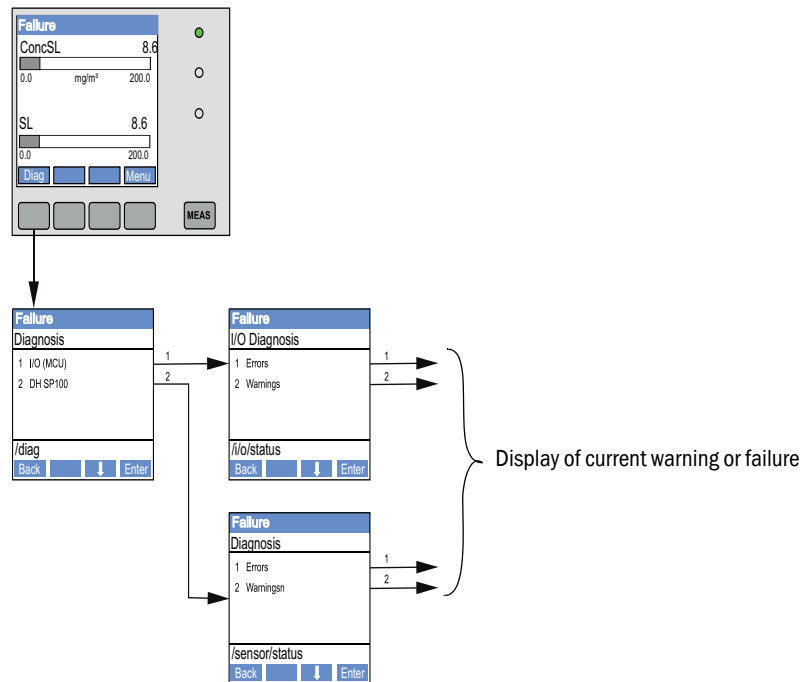 Failure
ConcSL 8.6
0.0 mg/m³ 200.0
SL 8.6
0.0 200.0
Diag Menu
MEAS
Failure
Diagnosis
1 I/O (MCU)
2 DH SP100
/diag
Back Enter
1
2
Failure
I/O Diagnosis
1 Errors
2 Warnings
/i/o/status
Back Enter
1
2
Display of current warning or failure
Failure
Diagnosis
1 Errors
2 Warningsn
/sensor/status
Back Enter
1
2